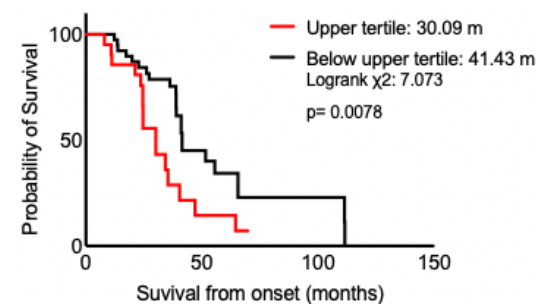 Upper tertile: 30.09 m
Below upper tertile: 41.43 m
Logrank χ2: 7.073
p= 0.0078
Probability of Survival
100
50
0
0 50 100 150
Suvival from onset (months)